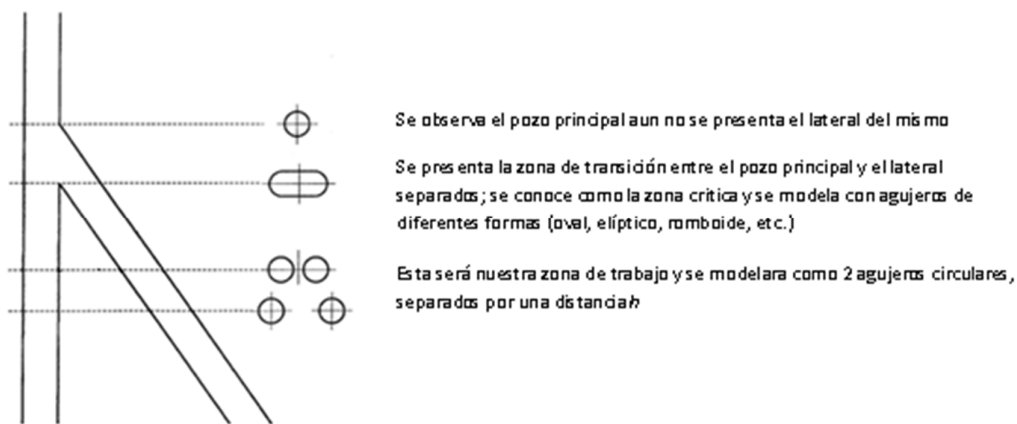 Se observa el pozo principal aun no se presenta el lateral del mismo
Se presenta la zona de transición entre el pozo principal y el lateral
separados; se conoce como la zona critica y se modela con agujeros de
diferentes formas (oval, elíptico, romboide, etc.)
Esta será nuestra zona de trabajo y se modelara como 2 agujeros circulares,
separados por una distancia h